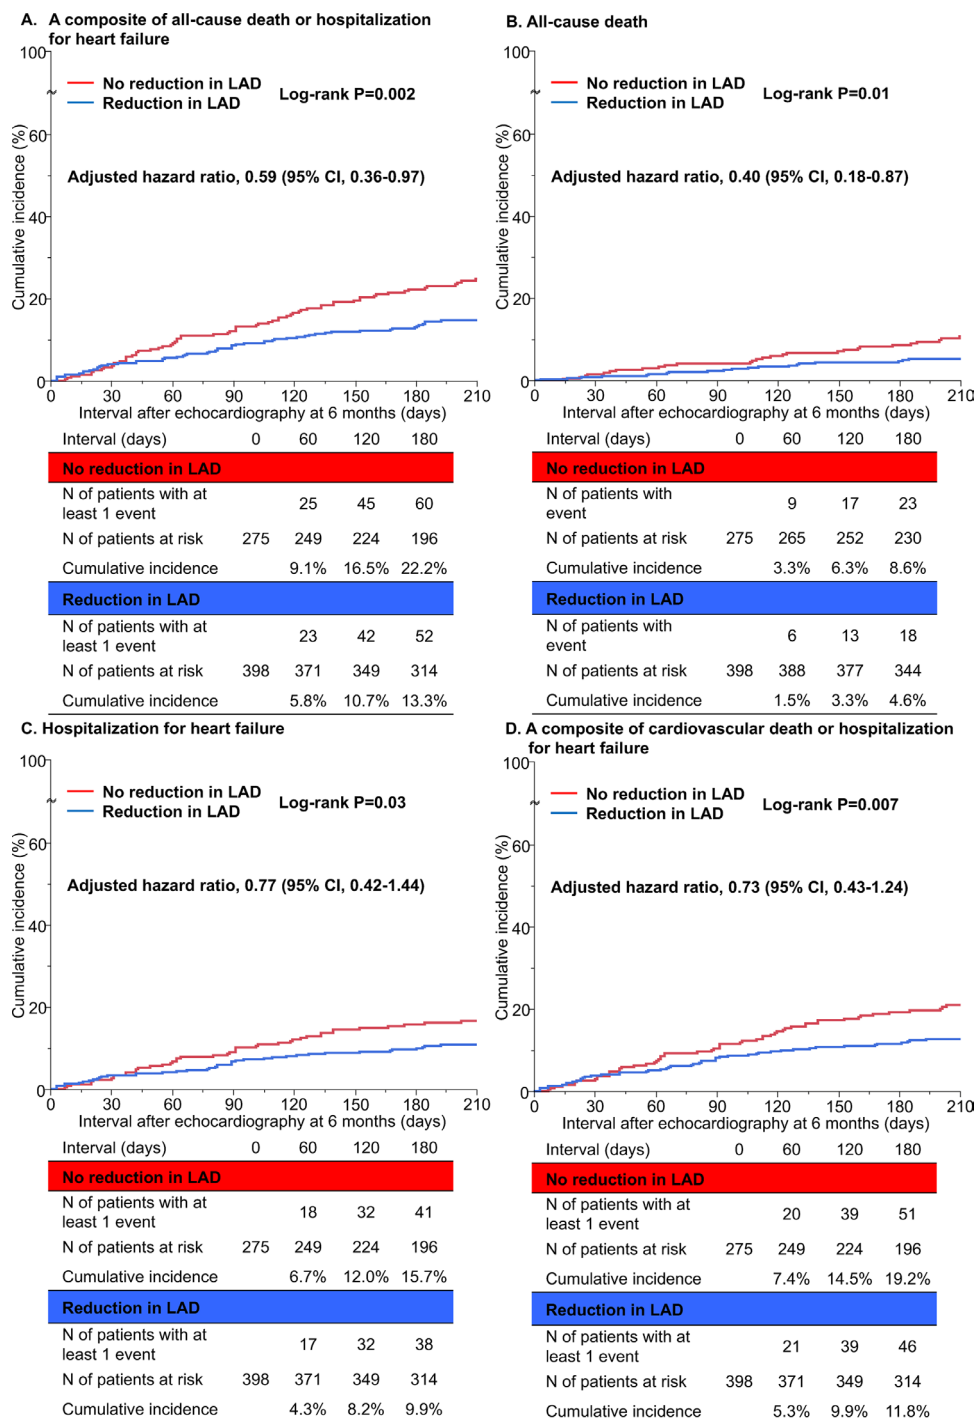 A. A composite of all-cause death or hospitalization
for heart failure
100
60
40
20
0
Cumulative incidence (%)
No reduction in LAD
Reduction in LAD
Log-rank P=0.002
Adjusted hazard ratio, 0.59 (95% CI, 0.36-0.97)
0 30 60 90 120 150 180 210
Interval after echocardiography at 6 months (days)
Interval (days) 0 60 120 180
No reduction in LAD
N of patients with at
least 1 event 25 45 60
N of patients at risk 275 249 224 196
Cumulative incidence 9.1% 16.5% 22.2%
Reduction in LAD
N of patients with at
least 1 event 23 42 52
N of patients at risk 398 371 349 314
Cumulative incidence 5.8% 10.7% 13.3%
B. All-cause death
100
60
40
20
0
Cumulative incidence (%)
No reduction in LAD
Reduction in LAD
Log-rank P=0.01
Adjusted hazard ratio, 0.40 (95% CI, 0.18-0.87)
0 30 60 90 120 150 180 210
Interval after echocardiography at 6 months (days)
Interval (days) 0 60 120 180
No reduction in LAD
N of patients with
event 9 17 23
N of patients at risk 275 265 252 230
Cumulative incidence 3.3% 6.3% 8.6%
Reduction in LAD
N of patients with
event 6 13 18
N of patients at risk 398 388 377 344
Cumulative incidence 1.5% 3.3% 4.6%
C. Hospitalization for heart failure
100
60
40
20
0
Cumulative incidence (%)
No reduction in LAD
Reduction in LAD
Log-rank P=0.03
Adjusted hazard ratio, 0.77 (95% CI, 0.42-1.44)
0 30 60 90 120 150 180 210
Interval after echocardiography at 6 months (days)
Interval (days) 0 60 120 180
No reduction in LAD
N of patients with at
least 1 event 18 32 41
N of patients at risk 275 249 224 196
Cumulative incidence 6.7% 12.0% 15.7%
Reduction in LAD
N of patients with at
least 1 event 17 32 38
N of patients at risk 398 371 349 314
Cumulative incidence 4.3% 8.2% 9.9%
D. A composite of cardiovascular death or hospitalization
for heart failure
100
60
40
20
0
Cumulative incidence (%)
No reduction in LAD
Reduction in LAD
Log-rank P=0.007
Adjusted hazard ratio, 0.73 (95% CI, 0.43-1.24)
0 30 60 90 120 150 180 210
Interval after echocardiography at 6 months (days)
Interval (days) 0 60 120 180
No reduction in LAD
N of patients with at
least 1 event 20 39 51
N of patients at risk 275 249 224 196
Cumulative incidence 7.4% 14.5% 19.2%
Reduction in LAD
N of patients with at
least 1 event 21 39 46
N of patients at risk 398 371 349 314
Cumulative incidence 5.3% 9.9% 11.8%